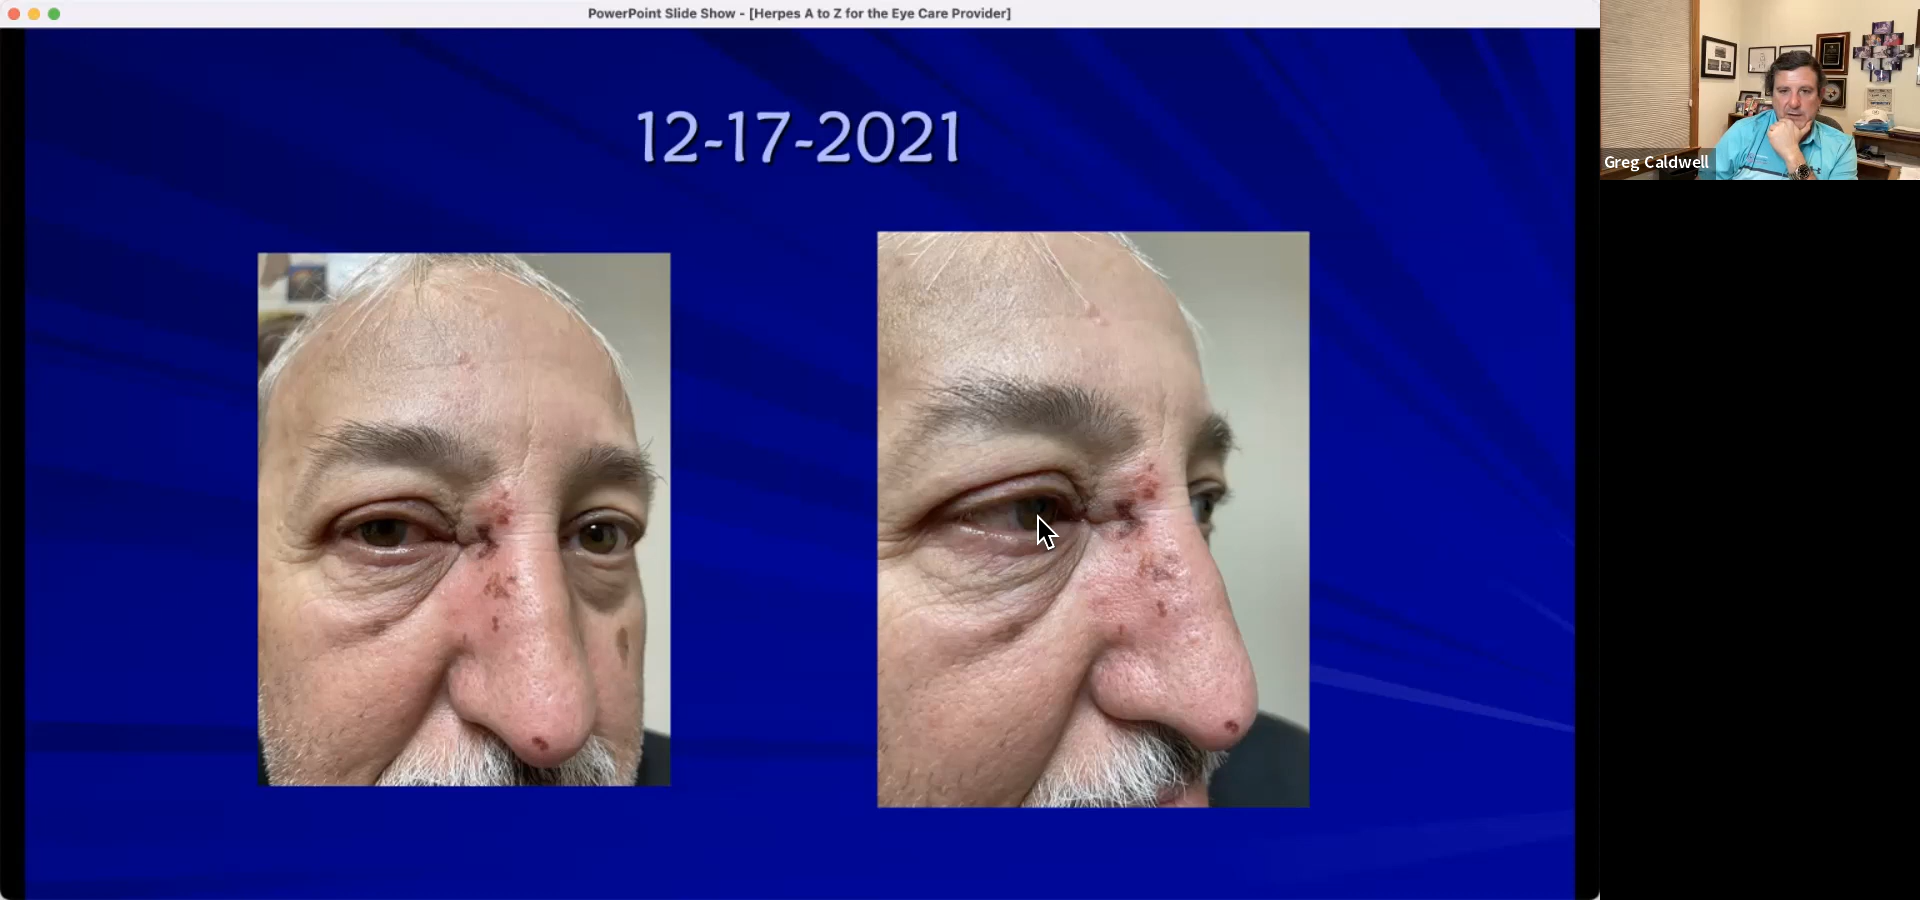 PowerPoint Slide Show - [Herpes A to Z for the Eye Care Provider]
12-17-2021
Greg Caldwell